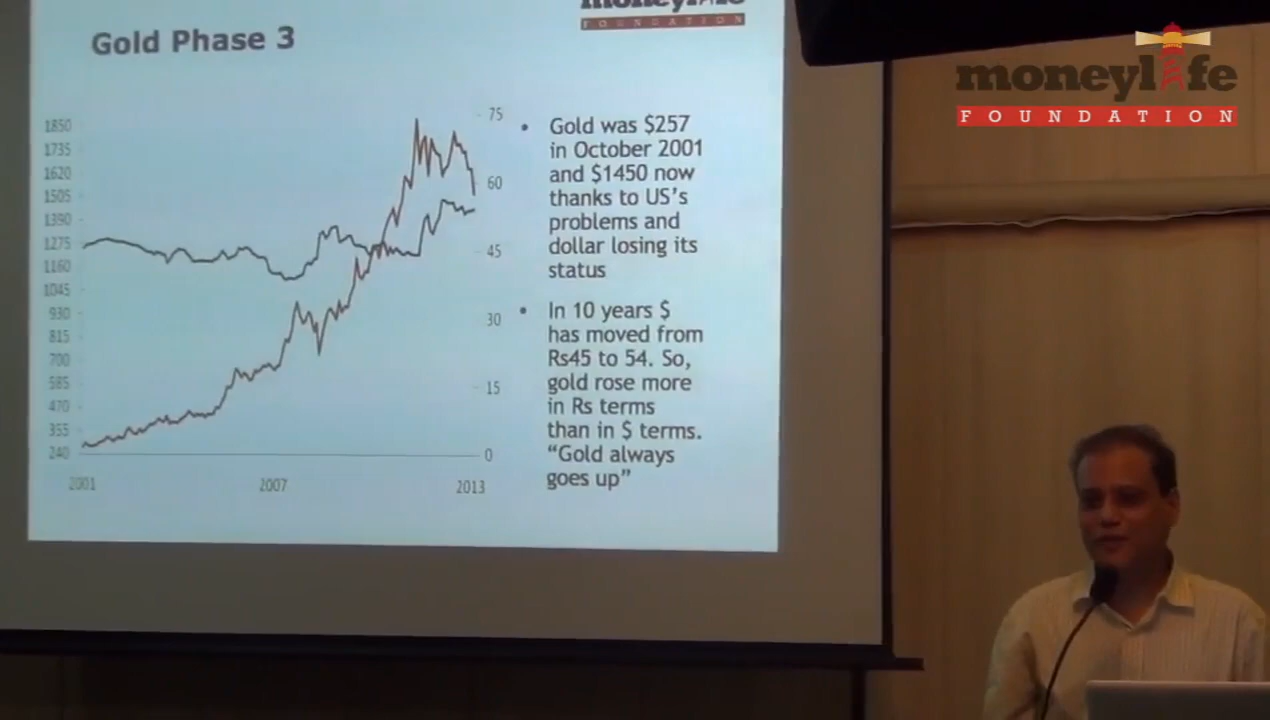 moneylife
FOUNDATION
Gold Phase 3
moneylife
FOUNDATION
1850
1735
1620
1505
1390
1275
1160
1045
930
815
700
585
470
355
240
75
60
45
30
15
0
2001
2007
2013
• Gold was $257
in October 2001
and $1450 now
thanks to US's
problems and
dollar losing its
status
• In 10 years $
has moved from
Rs45 to 54. So,
gold rose more
in Rs terms
than in $ terms.
“Gold always
goes up”